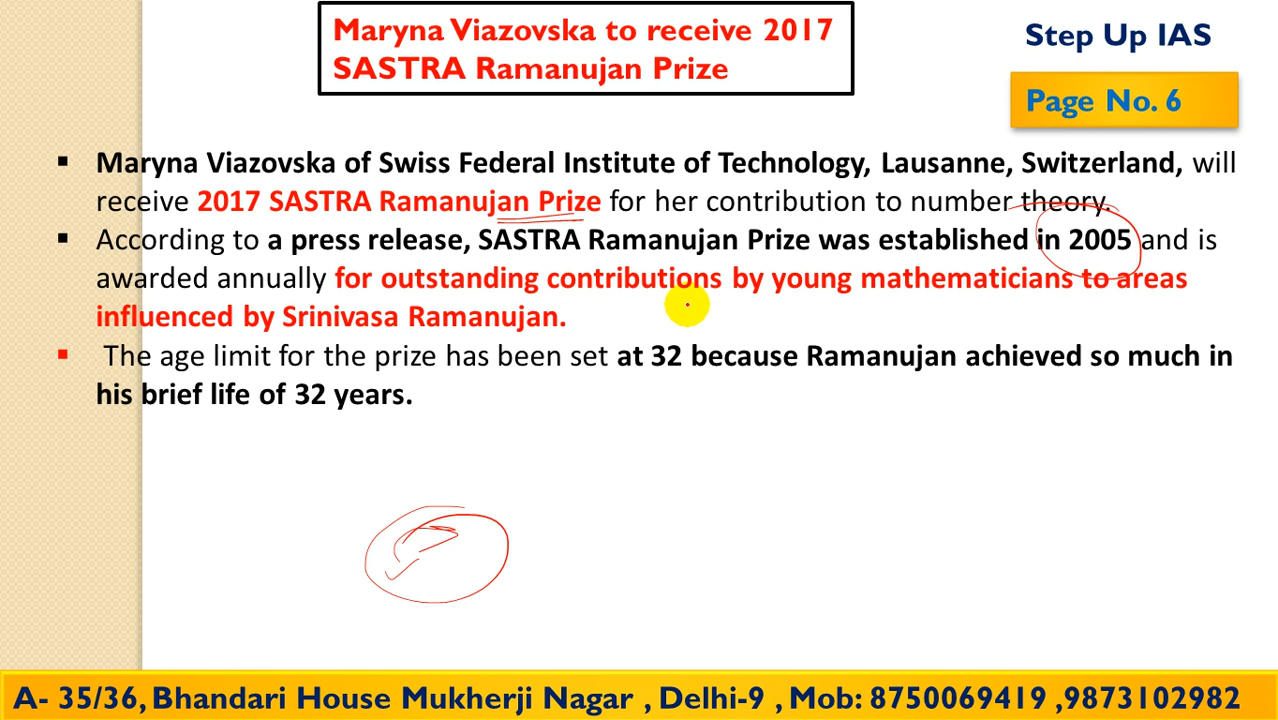 Maryna Viazovska to receive 2017
SASTRA Ramanujan Prize
Step Up IAS
Page No. 6
▪ Maryna Viazovska of Swiss Federal Institute of Technology, Lausanne, Switzerland, will
receive 2017 SASTRA Ramanujan Prize for her contribution to number theory.
▪ According to a press release, SASTRA Ramanujan Prize was established in 2005 and is
awarded annually for outstanding contributions by young mathematicians to areas
influenced by Srinivasa Ramanujan.
▪ The age limit for the prize has been set at 32 because Ramanujan achieved so much in
his brief life of 32 years.
A- 35/36, Bhandari House Mukherji Nagar , Delhi-9 , Mob: 8750069419 ,9873102982